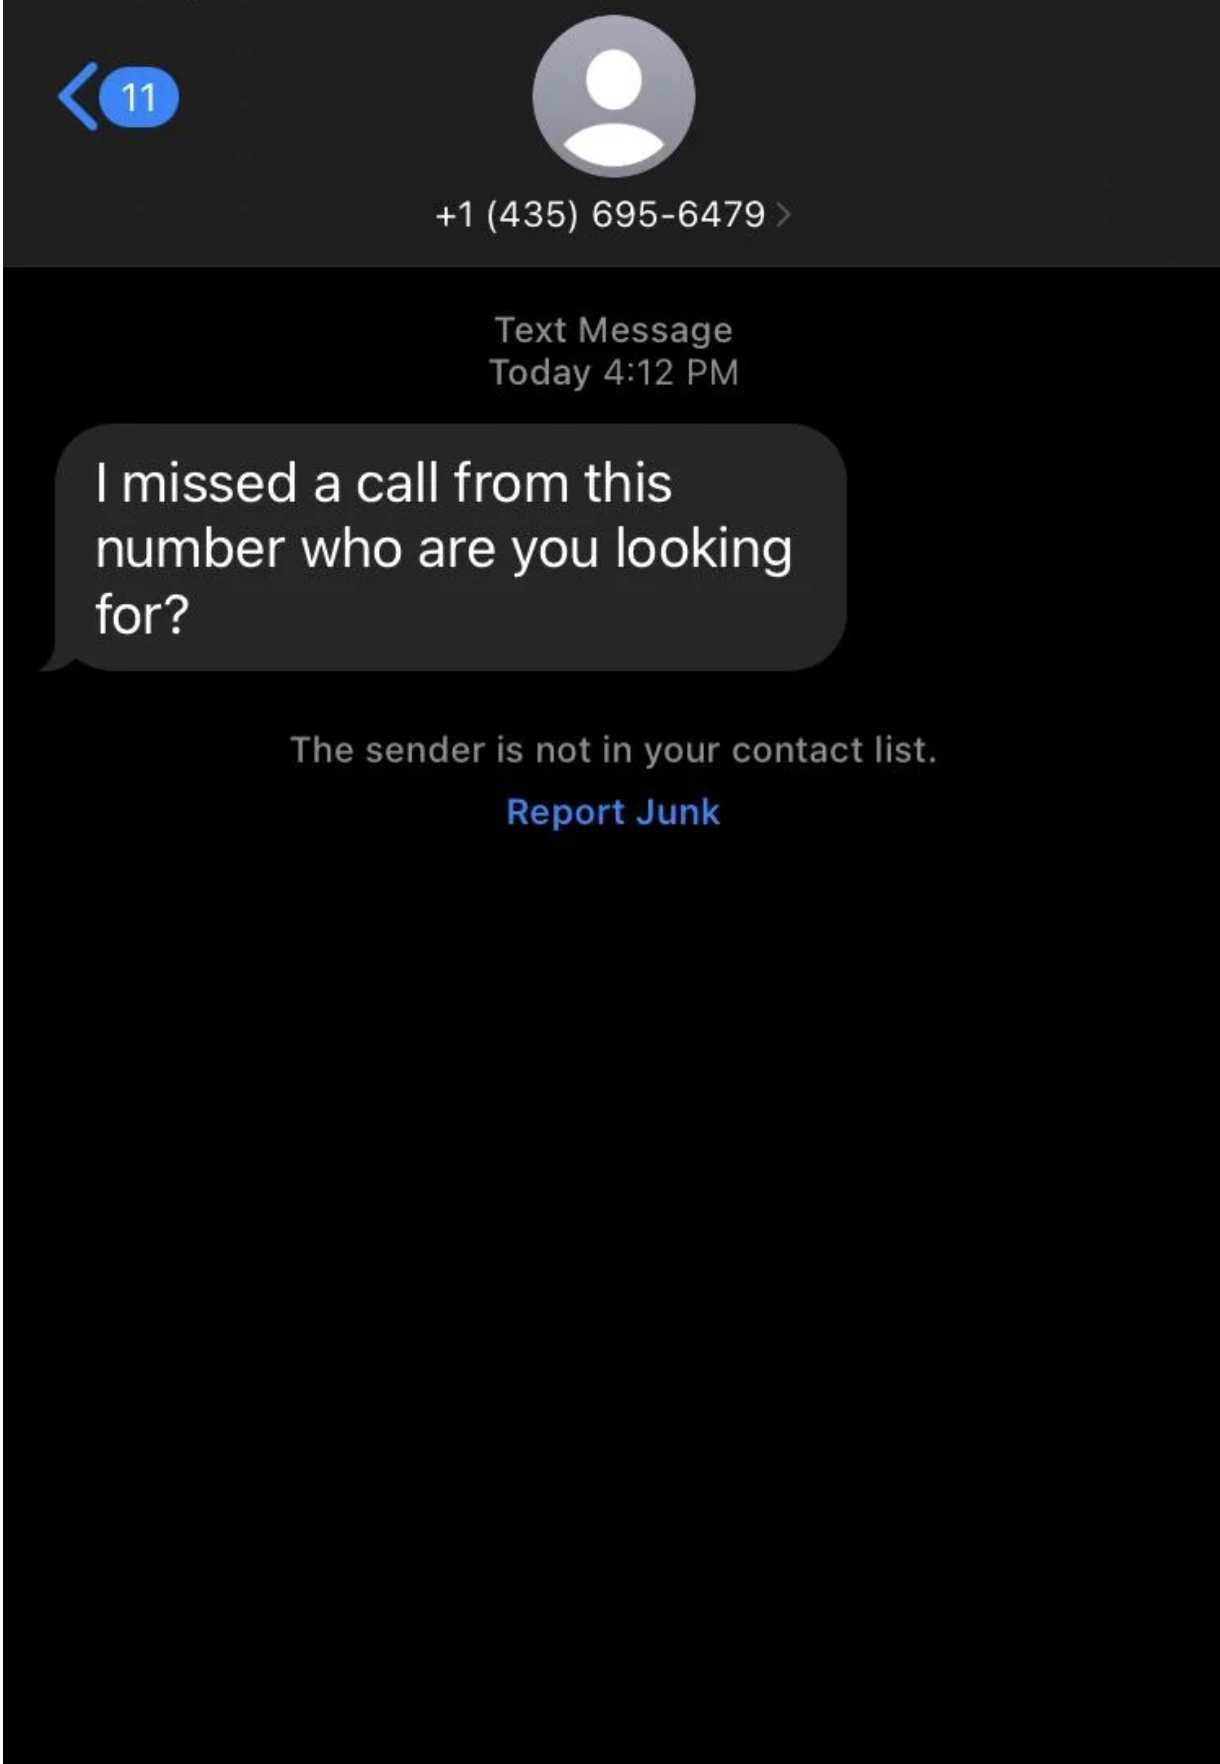 11
+1 (435) 695-6479
Text Message
Today 4:12 PM
I missed a call from this
number who are you looking
for?
The sender is not in your contact list.
Report Junk